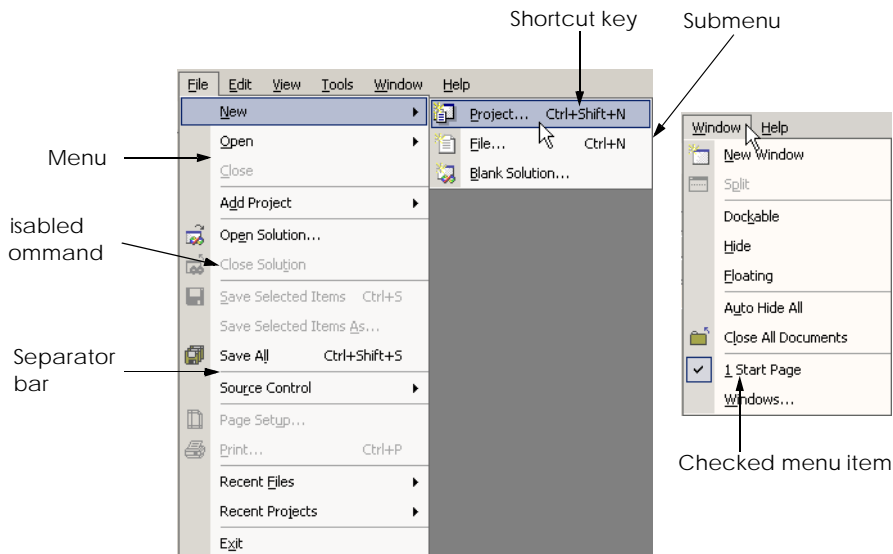 Shortcut key
Submenu
File Edit View Tools Window Help
New
Project... Ctrl+Shift+N
File... Ctrl+N
Blank Solution...
Menu
Open
Close
Add Project
isabled
ommand
Open Solution...
Close Solution
Save Selected Items Ctrl+S
Save Selected Items As...
Save All Ctrl+Shift+S
Separator
bar
Source Control
Page Setup...
Print... Ctrl+P
Recent Files
Recent Projects
Exit
Window Help
New Window
Split
Dockable
Hide
Floating
Auto Hide All
Close All Documents
1 Start Page
Windows...
Checked menu item